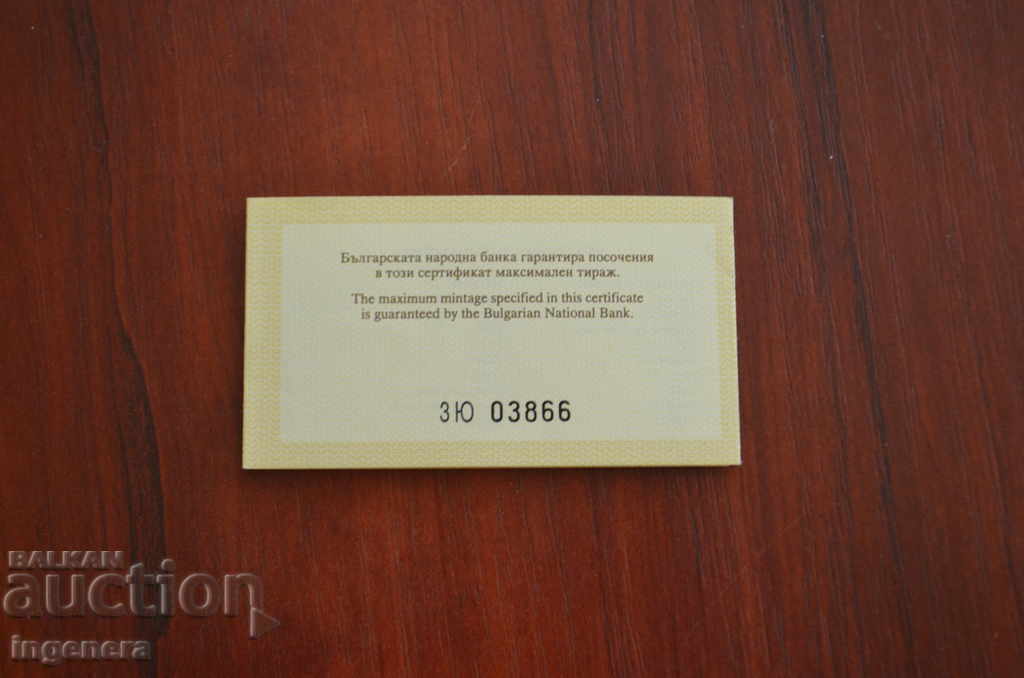 Българската народна банка гарантира посочения
в този сертификат максимален тираж.
The maximum mintage specified in this certificate
is guaranteed by the Bulgarian National Bank.
ЗЮ 03866
BALKAN
auction
ingenera